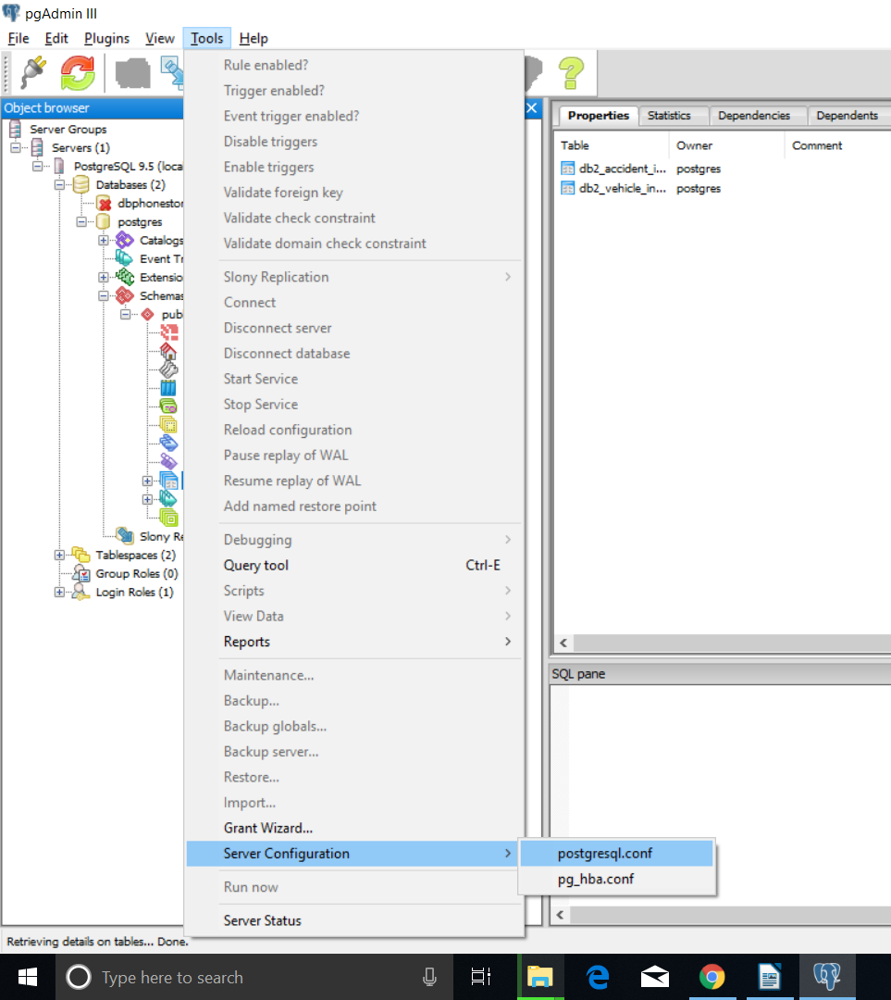 pgAdmin III
File Edit Plugins View Tools Help
Object browser
Server Groups
Servers (1)
PostgreSQL 9.5 (loca
Databases (2)
dbphonestor
postgres
Catalogs
Event Tr
Extensio
Schemas
pub
Slony Re
Tablespaces (2)
Group Roles (0)
Login Roles (1)
Rule enabled?
Trigger enabled?
Event trigger enabled?
Disable triggers
Enable triggers
Validate foreign key
Validate check constraint
Validate domain check constraint
Slony Replication
Connect
Disconnect server
Disconnect database
Start Service
Stop Service
Reload configuration
Pause replay of WAL
Resume replay of WAL
Add named restore point
Debugging
Query tool Ctrl-E
Scripts
View Data
Reports
Maintenance...
Backup...
Backup globals...
Backup server...
Restore...
Import...
Grant Wizard...
Server Configuration
Run now
Server Status
postgresql.conf
pg_hba.conf
Properties Statistics Dependencies Dependents
Table Owner Comment
db2_accident_i... postgres
db2_vehicle_in... postgres
SQL pane
Retrieving details on tables... Done.
Type here to search